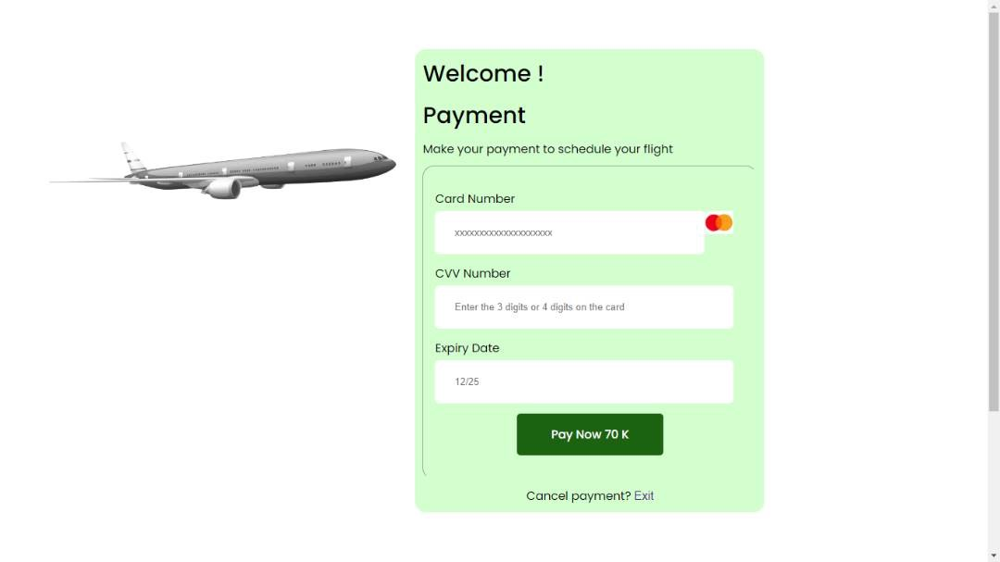 Welcome !
Payment
Make your payment to schedule your flight
Card Number
xxxxxxxxxxxxxxxxxxxx
CVV Number
Enter the 3 digits or 4 digits on the card
Expiry Date
12/25
Pay Now 70 K
Cancel payment? Exit